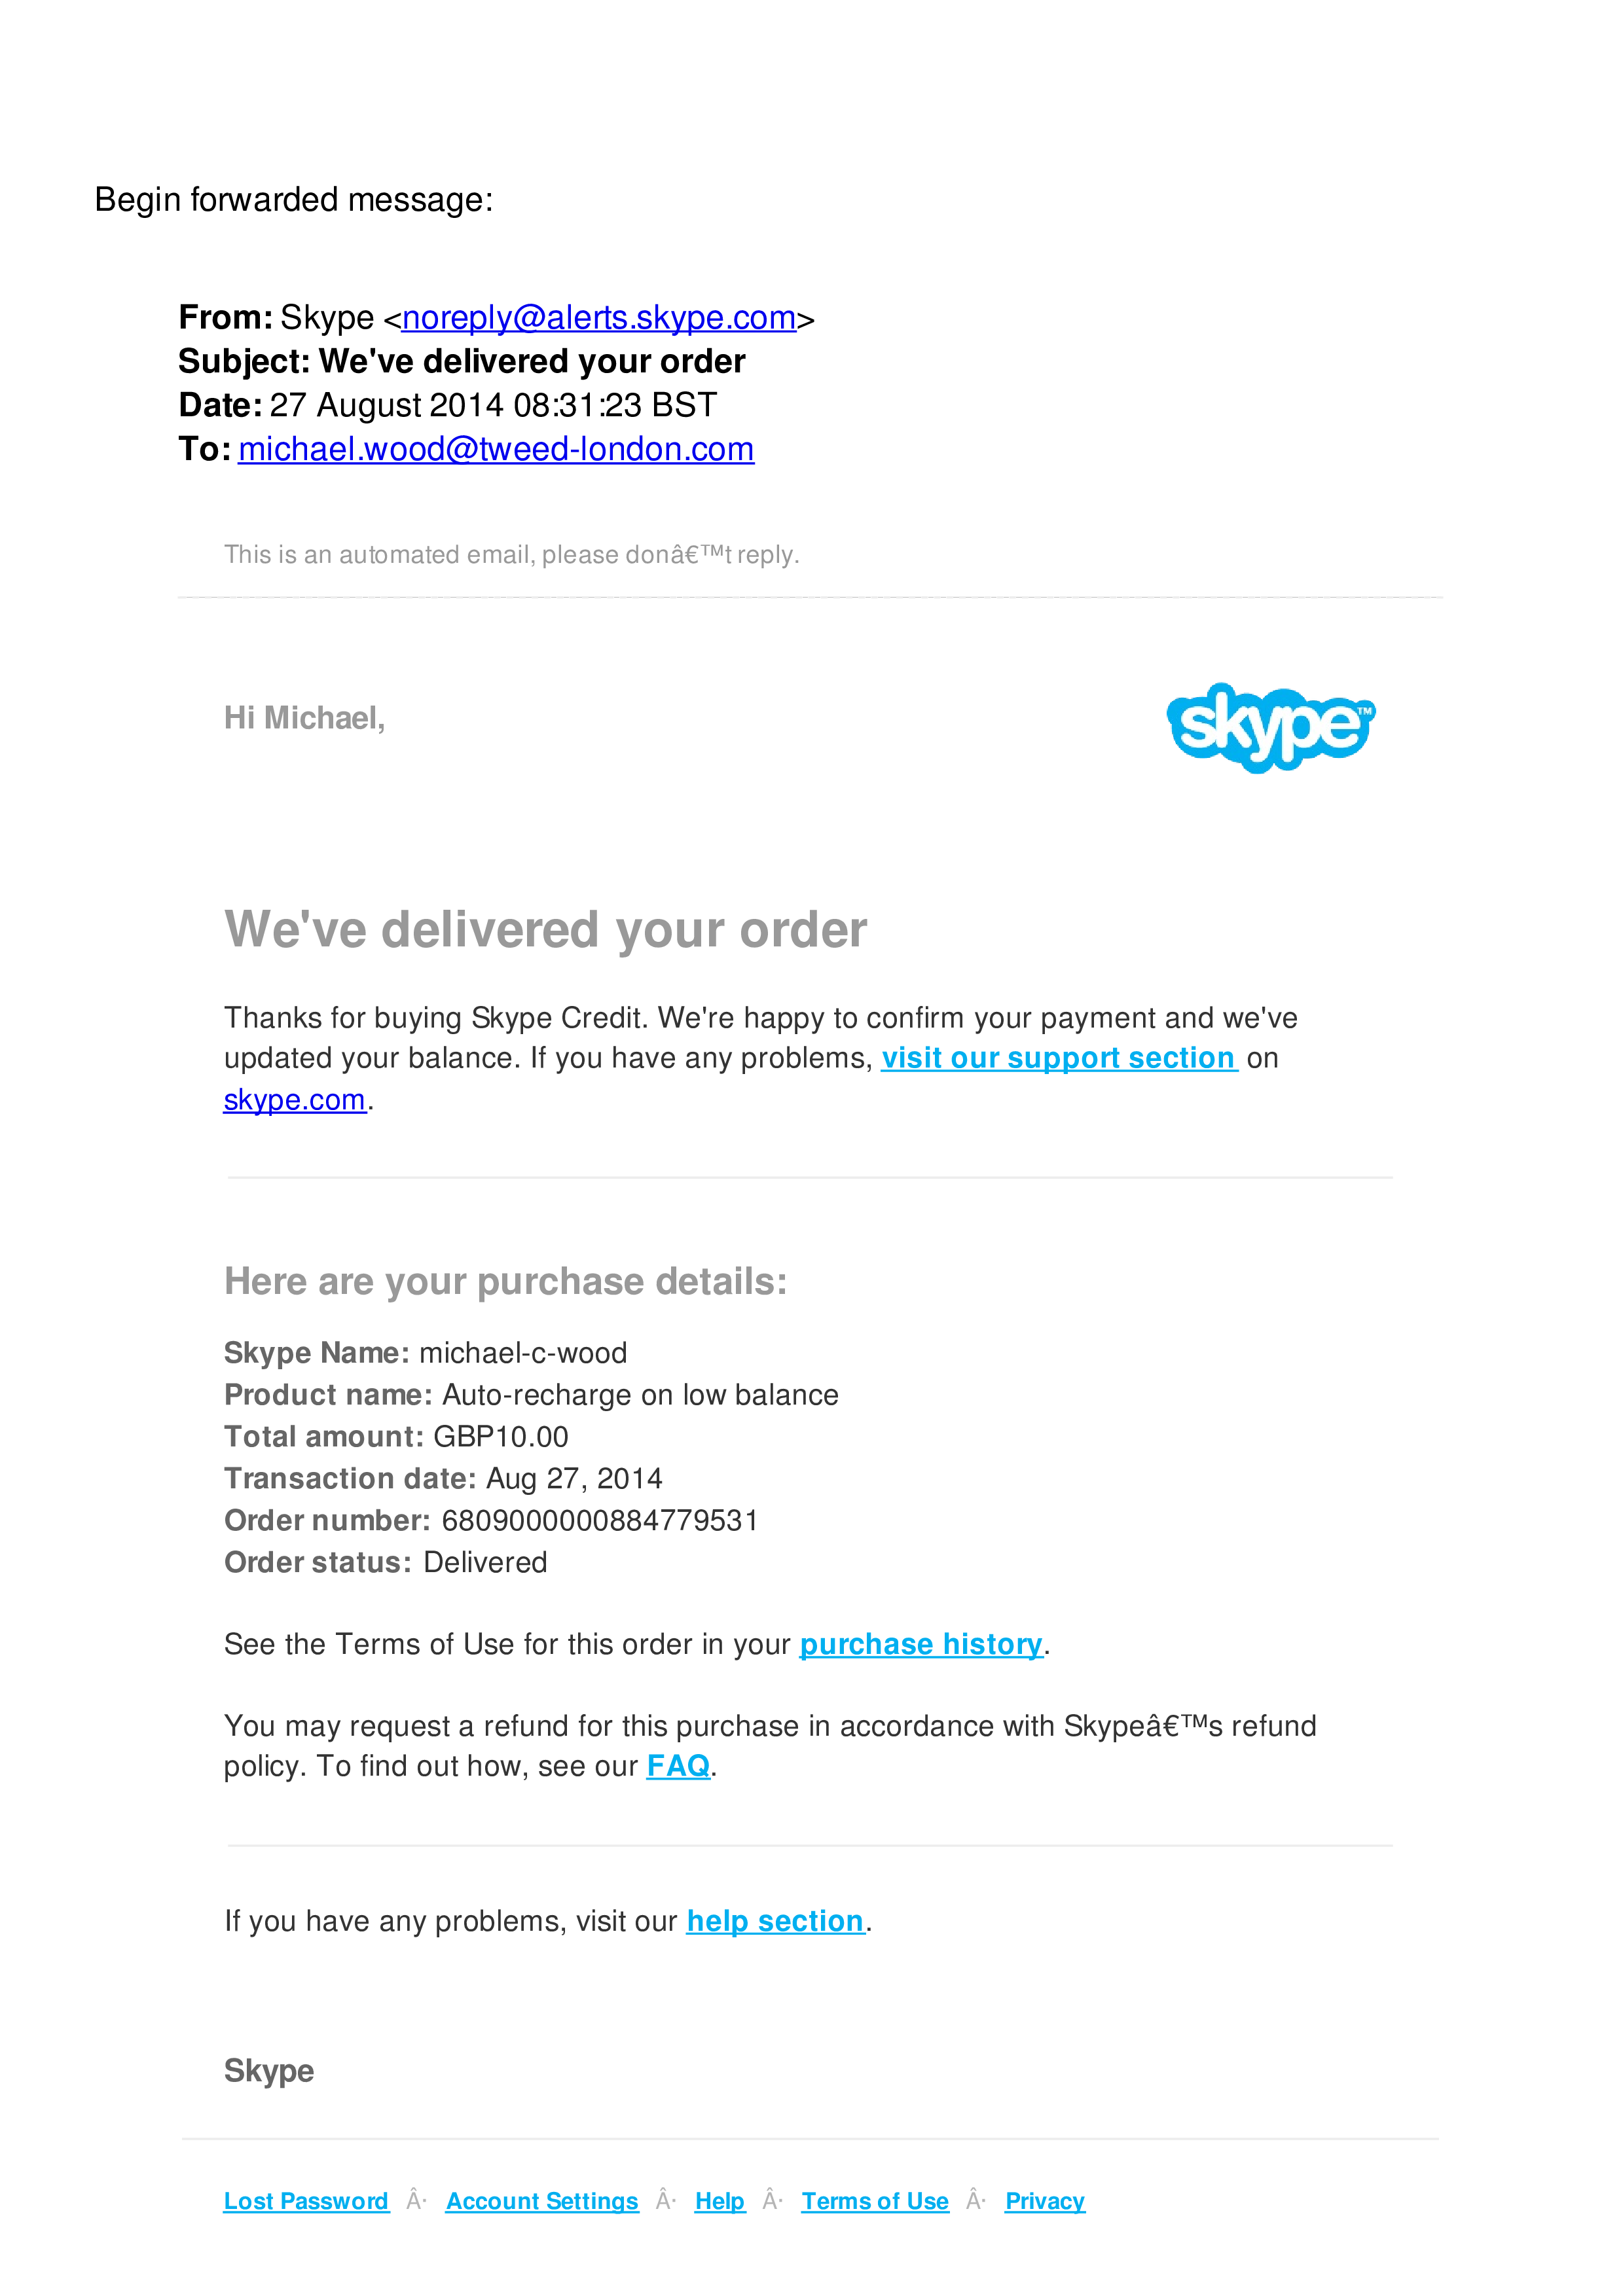 Begin forwarded message:
From: Skype <noreply@alerts.skype.com>
Subject: We've delivered your order
Date: 27 August 2014 08:31:23 BST
To: michael.wood@tweed-london.com
This is an automated email, please donâ€™t reply.
Hi Michael,
skype™
We've delivered your order
Thanks for buying Skype Credit. We're happy to confirm your payment and we've
updated your balance. If you have any problems, visit our support section on
skype.com.
Here are your purchase details:
Skype Name: michael-c-wood
Product name: Auto-recharge on low balance
Total amount: GBP10.00
Transaction date: Aug 27, 2014
Order number: 6809000000884779531
Order status: Delivered
See the Terms of Use for this order in your purchase history.
You may request a refund for this purchase in accordance with Skypeâ€™s refund
policy. To find out how, see our FAQ.
If you have any problems, visit our help section.
Skype
Lost Password Â· Account Settings Â· Help Â· Terms of Use Â· Privacy